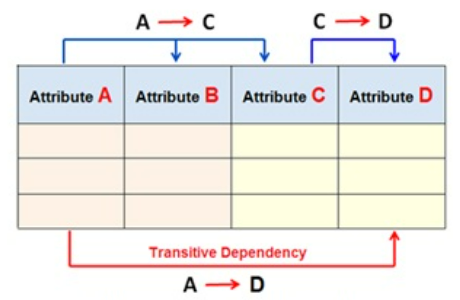 A → C
C → D
Attribute A
Attribute B
Attribute C
Attribute D
Transitive Dependency
A → D